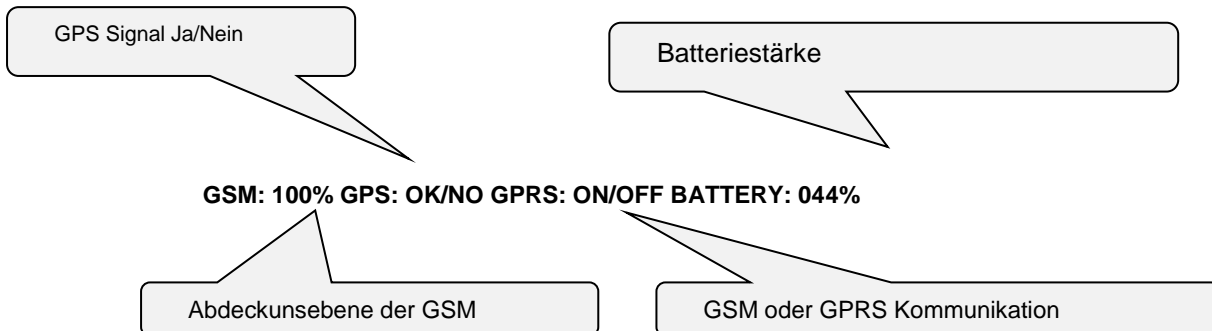 GPS Signal Ja/Nein
Batteriestärke
GSM: 100% GPS: OK/NO GPRS: ON/OFF BATTERY: 044%
Abdeckunsebene der GSM
GSM oder GPRS Kommunikation